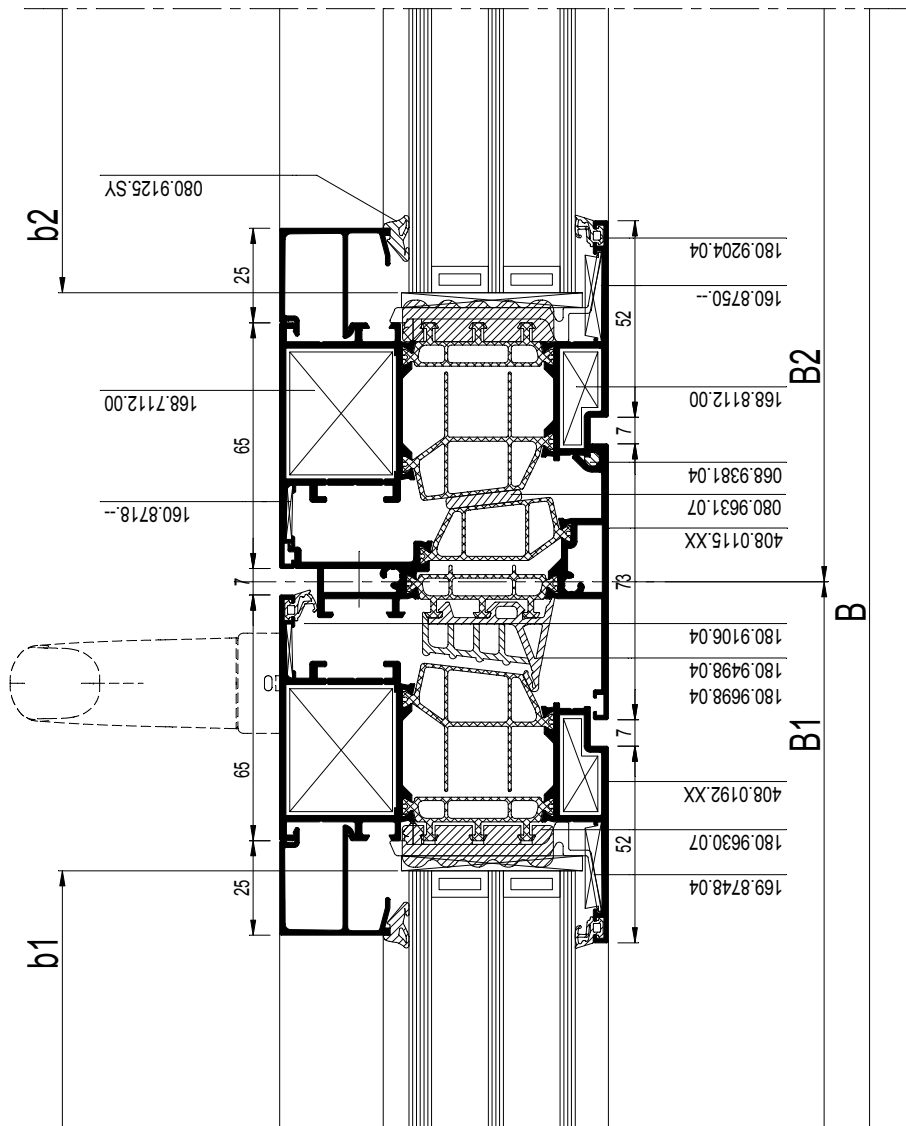 080.9125.SY
b2
25
180.9204.04
160.8750.--
52
B2
168.7112.00
168.8112.00
65
7
068.9381.04
080.9631.07
160.8718.--
408.0115.XX
7
73
B
180.9106.04
180.9498.04
180.9698.04
B1
7
65
408.0192.XX
180.9630.07
52
169.8748.04
25
b1